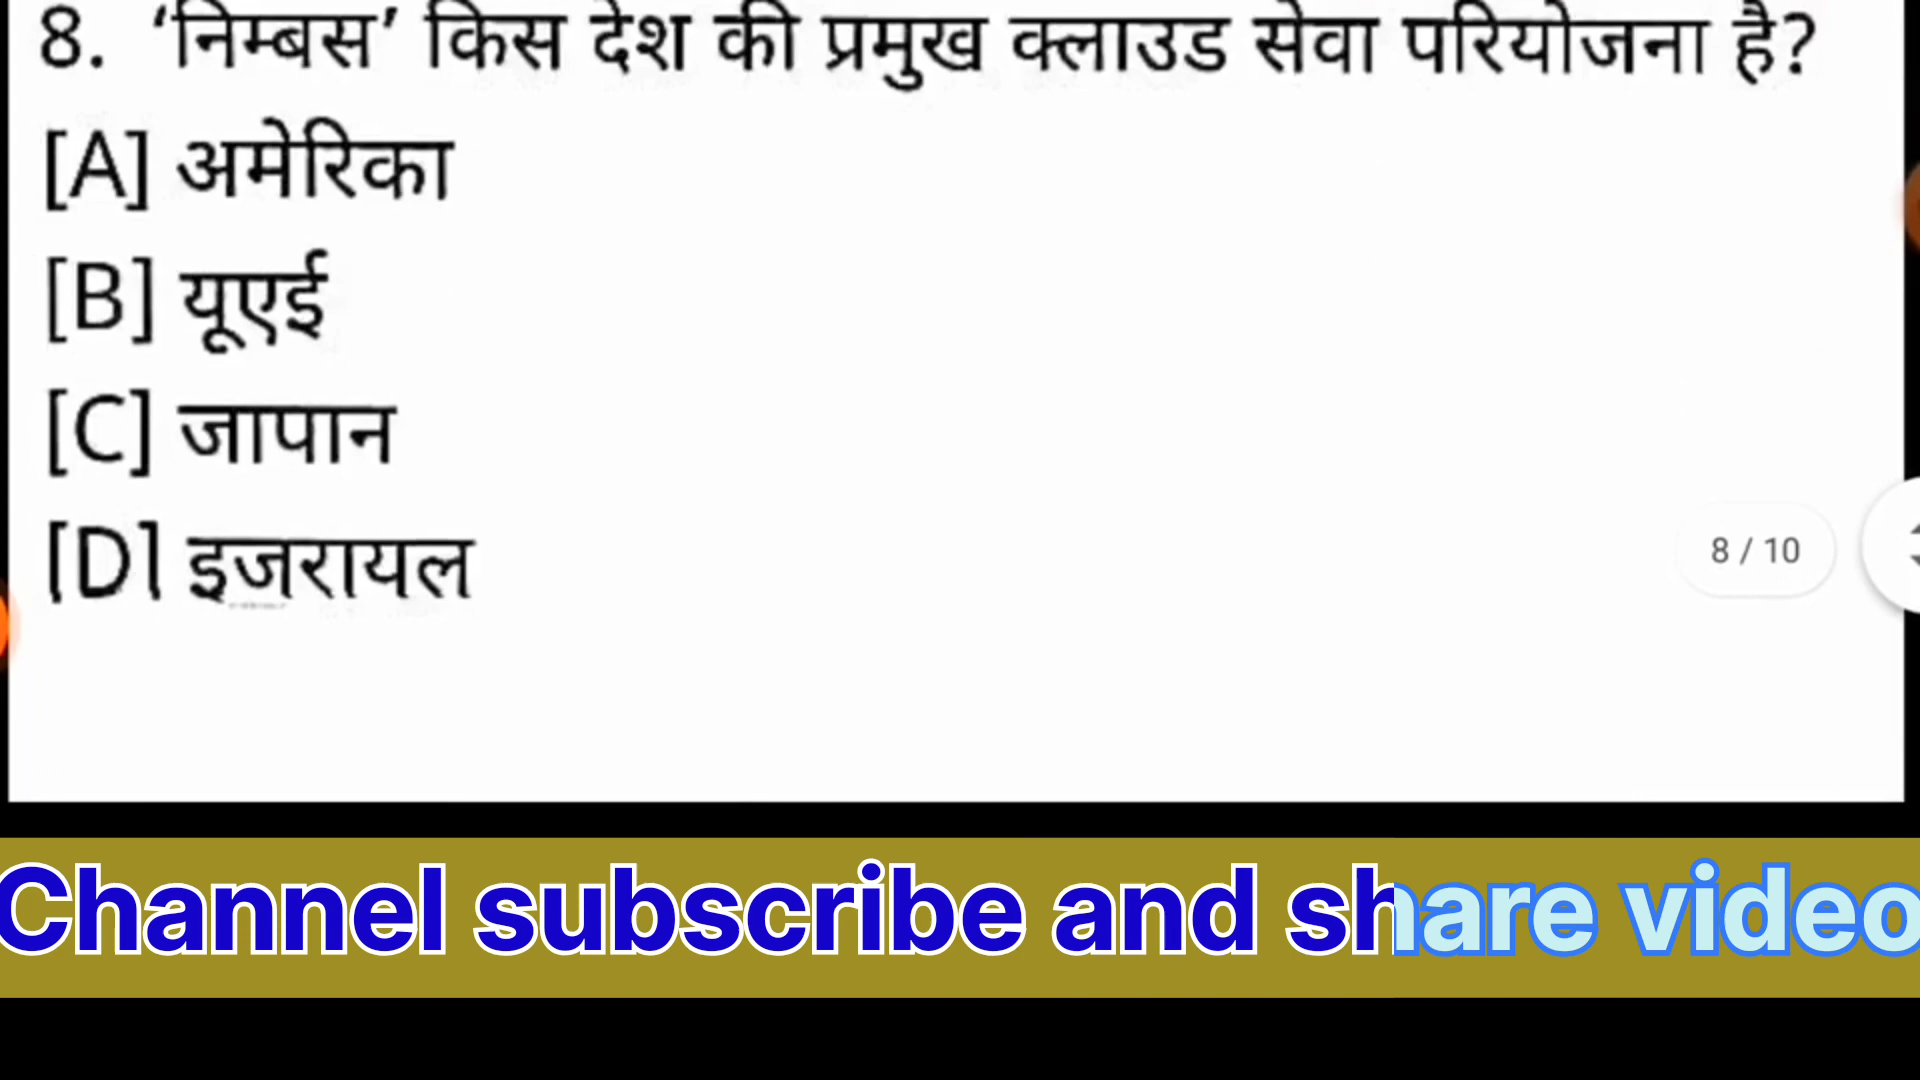 8. ‘निम्बस’ किस देश की प्रमुख क्लाउड सेवा परियोजना है?
[A] अमेरिका
[B] यूएई
[C] जापान
[D] इजरायल
8 / 10
Channel subscribe and share video